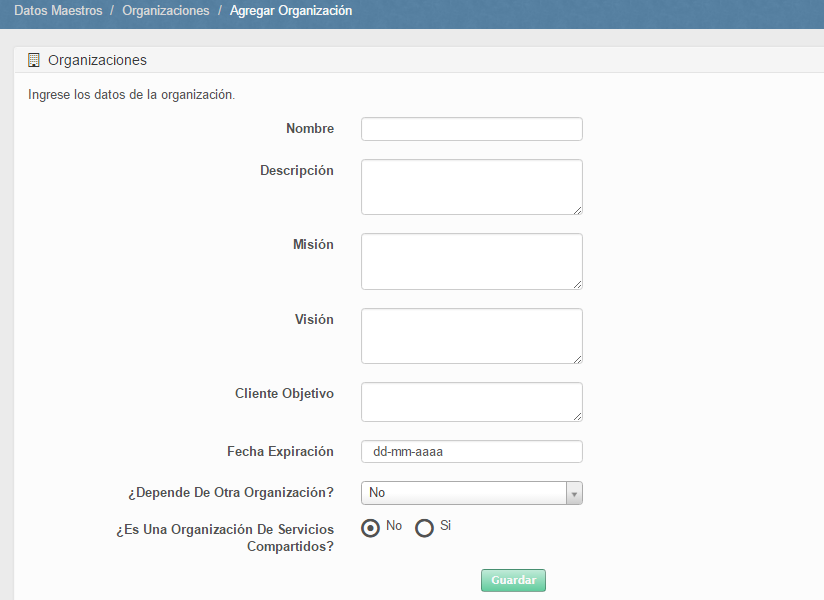 Datos Maestros / Organizaciones / Agregar Organización
Organizaciones
Ingrese los datos de la organización.
Nombre
Descripción
Misión
Visión
Cliente Objetivo
Fecha Expiración dd-mm-aaaa
¿Depende De Otra Organización? No
¿Es Una Organización De Servicios
Compartidos? No Si
Guardar